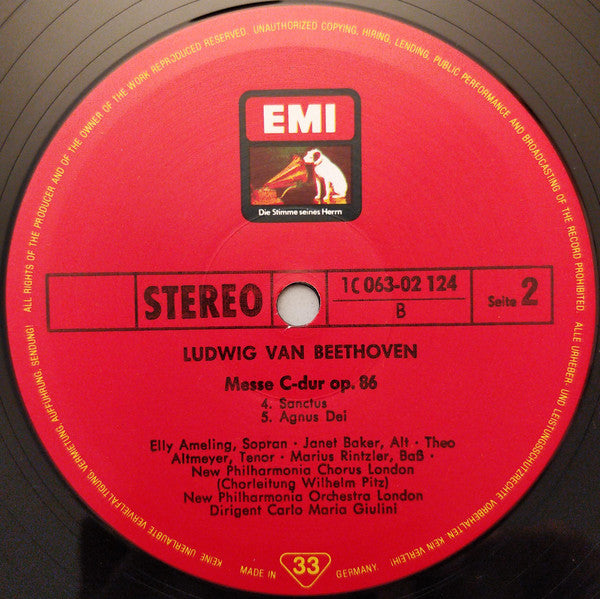 ALL RIGHTS OF THE PRODUCER AND OF THE OWNER OF THE WORK REPRODUCED RESERVED. UNAUTHORIZED COPYING, HIRING, LENDING, PUBLIC PERFORMANCE AND BROADCASTING OF THE RECORD PROHIBITED.
ALLE URHEBER- UND LEISTUNGSSCHUTZRECHTE VORBEHALTEN KEIN VERLEIH! KEINE UNERLAUBTE VERVIELFÄLTIGUNG, VERMIETUNG, AUFFÜHRUNG, SENDUNG!
EMI
Die Stimme seines Herrn
STEREO
1C 063-02 124
B
Seite 2
LUDWIG VAN BEETHOVEN
Messe C-dur op. 86
4. Sanctus
5. Agnus Dei
Elly Ameling, Sopran · Janet Baker, Alt · Theo
Altmeyer, Tenor · Marius Rintzler, Baß ·
New Philharmonia Chorus London
(Chorleitung Wilhelm Pitz)
New Philharmonia Orchestra London
Dirigent Carlo Maria Giulini
MADE IN
33
GERMANY.